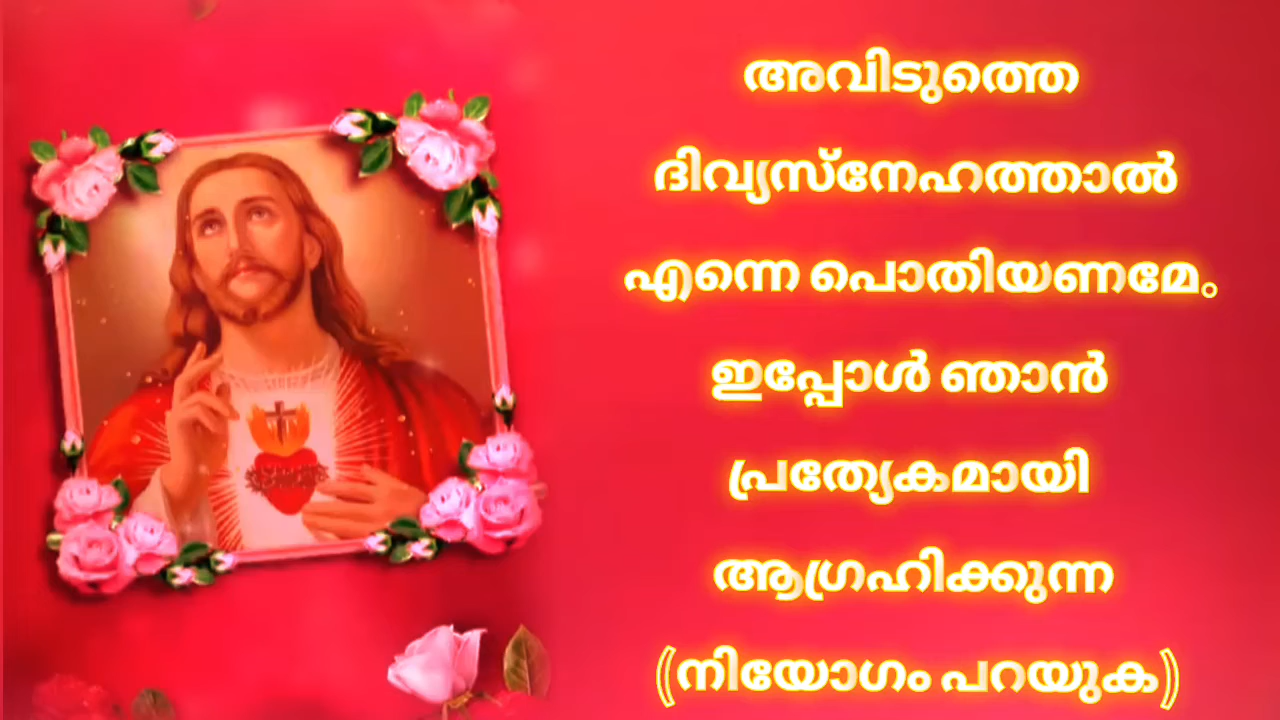 അവിടുത്തെ
ദിവ്യസ്നേഹത്താൽ
എന്നെ പൊതിയണമേ.
ഇപ്പോൾ ഞാൻ
പ്രത്യേകമായി
ആഗ്രഹിക്കുന്ന
(നിയോഗം പറയുക)